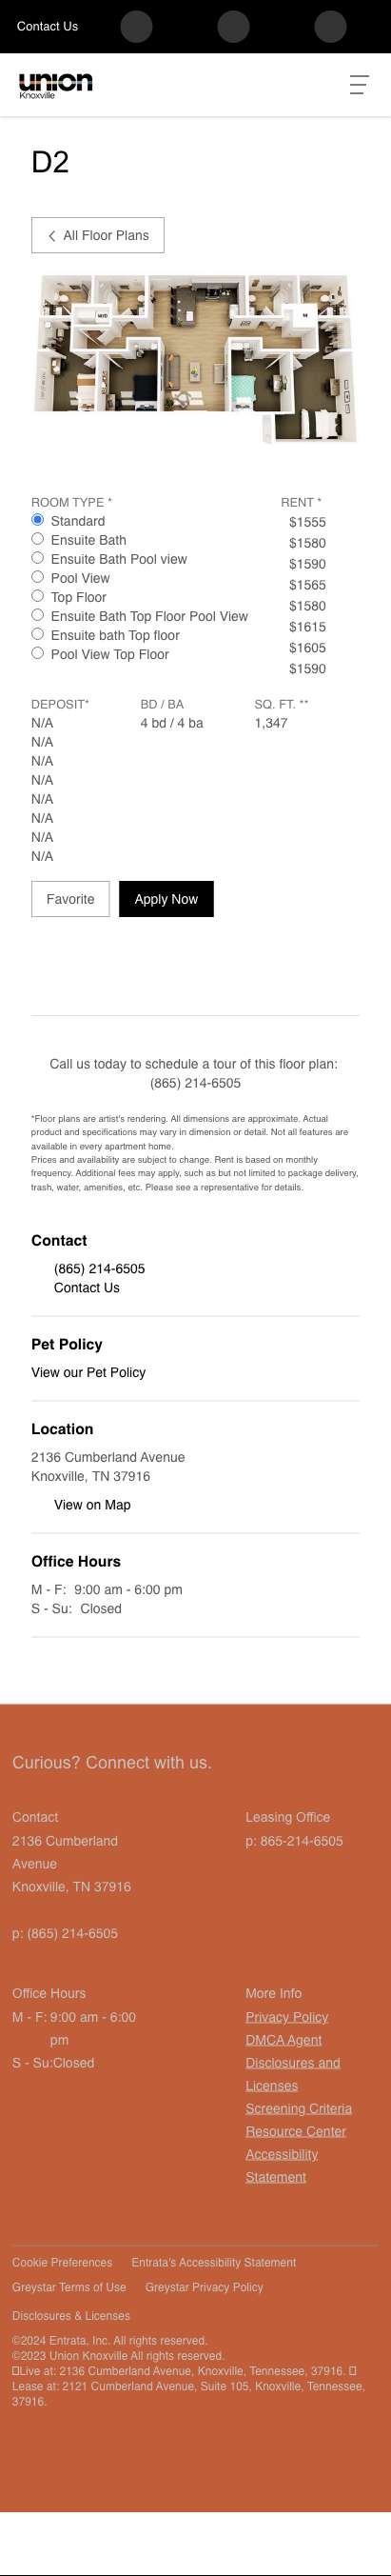 Contact Us
union
Knoxville
D2
All Floor Plans
ROOM TYPE *
RENT *
Standard
$1555
Ensuite Bath
$1580
Ensuite Bath Pool view
$1590
Pool View
$1565
Top Floor
$1580
Ensuite Bath Top Floor Pool View
$1615
Ensuite bath Top floor
$1605
Pool View Top Floor
$1590
DEPOSIT*
BD / BA
SQ. FT. **
N/A
4 bd / 4 ba
1,347
N/A
N/A
N/A
N/A
N/A
N/A
N/A
Favorite
Apply Now
Call us today to schedule a tour of this floor plan:
(865) 214-6505
*Floor plans are artist's rendering. All dimensions are approximate. Actual
product and specifications may vary in dimension or detail. Not all features are
available in every apartment home.
Prices and availability are subject to change. Rent is based on monthly
frequency. Additional fees may apply, such as but not limited to package delivery,
trash, water, amenities, etc. Please see a representative for details.
Contact
(865) 214-6505
Contact Us
Pet Policy
View our Pet Policy
Location
2136 Cumberland Avenue
Knoxville, TN 37916
View on Map
Office Hours
M - F: 9:00 am - 6:00 pm
S - Su: Closed
Curious? Connect with us.
Contact
2136 Cumberland
Avenue
Knoxville, TN 37916
p: (865) 214-6505
Leasing Office
p: 865-214-6505
Office Hours
M - F: 9:00 am - 6:00
pm
S - Su:Closed
More Info
Privacy Policy
DMCA Agent
Disclosures and
Licenses
Screening Criteria
Resource Center
Accessibility
Statement
Cookie Preferences
Entrata's Accessibility Statement
Greystar Terms of Use
Greystar Privacy Policy
Disclosures & Licenses
©2024 Entrata, Inc. All rights reserved.
©2023 Union Knoxville All rights reserved.
Live at: 2136 Cumberland Avenue, Knoxville, Tennessee, 37916.
Lease at: 2121 Cumberland Avenue, Suite 105, Knoxville, Tennessee,
37916.